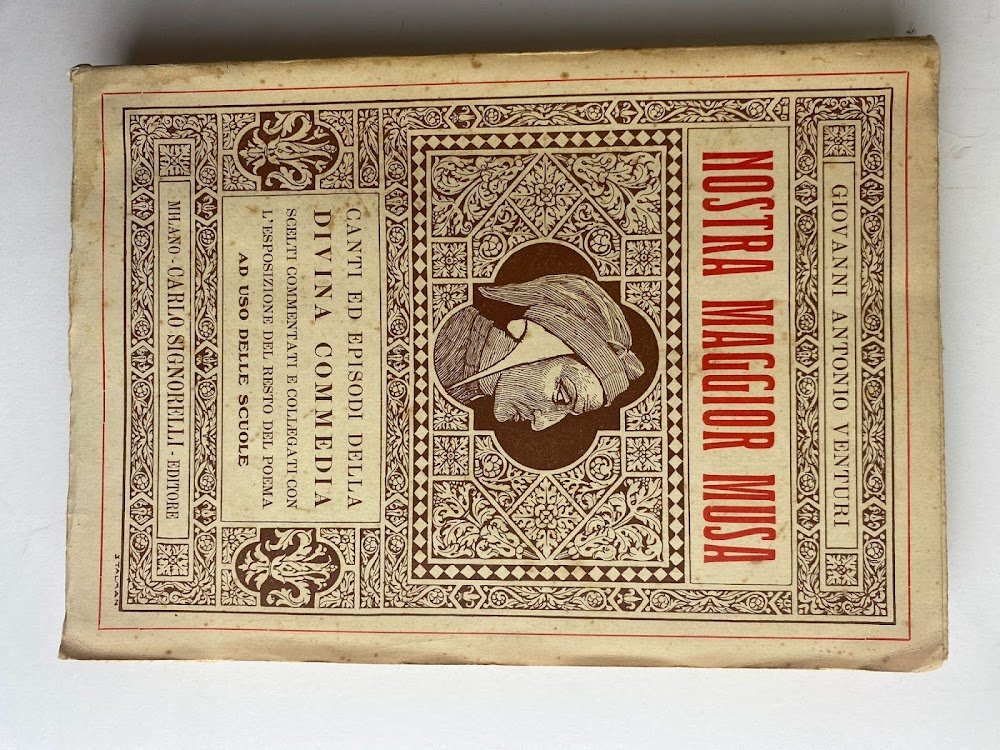 GIOVANNI ANTONIO VENTURI
NOSTRA MAGGIOR MUSA
CANTI ED EPISODI DELLA
DIVINA COMMEDIA
SCELTI COMMENTATI E COLLEGATI CON
L'ESPOSIZIONE DEL RESTO DEL POEMA
AD USO DELLE SCUOLE
MILANO - CARLO SIGNORELLI - EDITORE